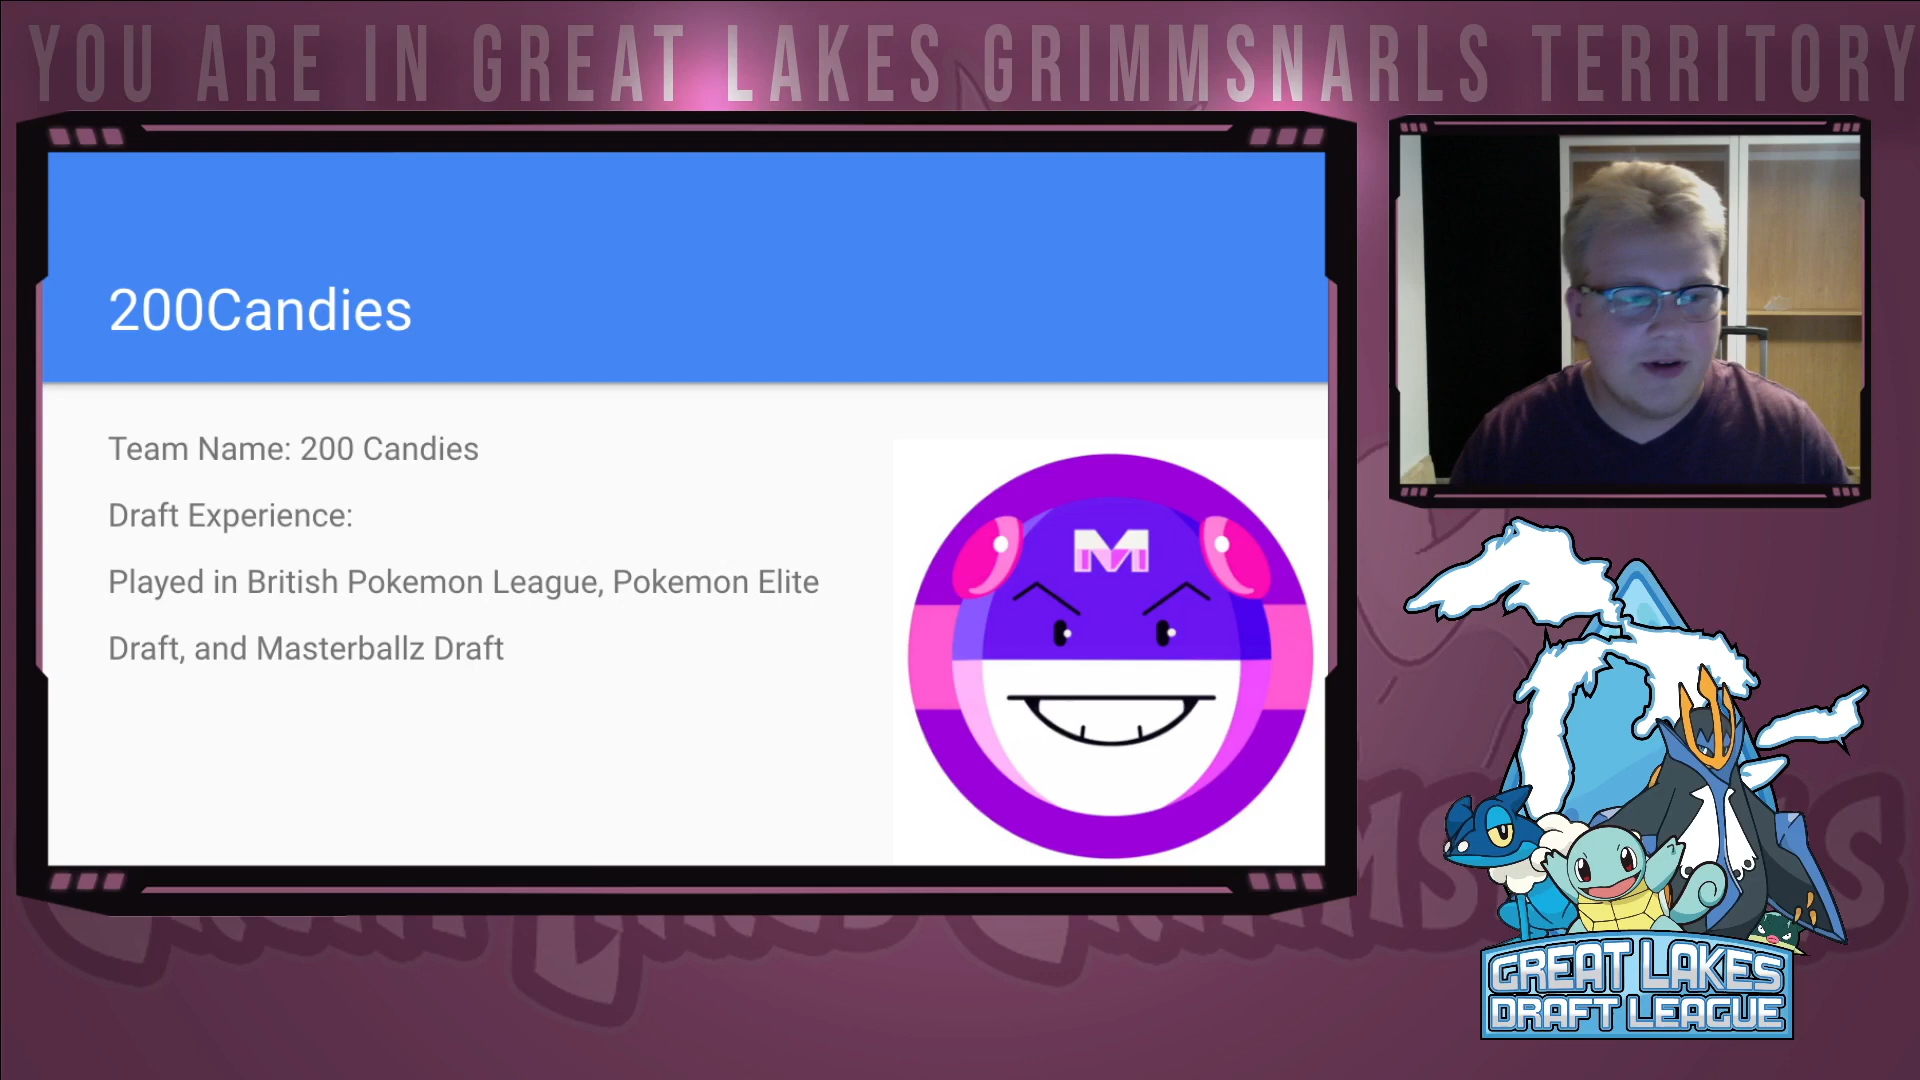 YOU ARE IN GREAT LAKES GRIMMSNARLS TERRITORY
200Candies
Team Name: 200 Candies
Draft Experience:
Played in British Pokemon League, Pokemon Elite
Draft, and Masterballz Draft
M
GREAT LAKES
DRAFT LEAGUE